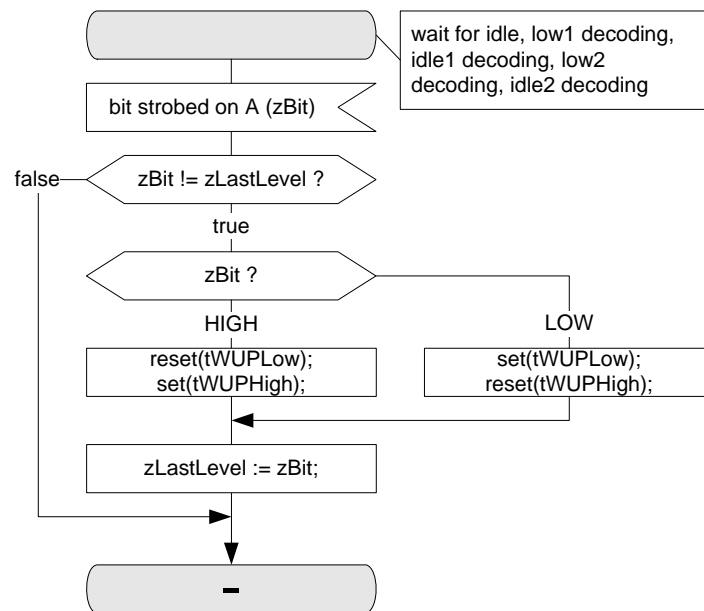 wait for idle, low1 decoding,
idle1 decoding, low2
decoding, idle2 decoding
bit strobed on A (zBit)
false
zBit != zLastLevel ?
true
zBit ?
HIGH
LOW
reset(tWUPLow);
set(tWUPHigh);
set(tWUPLow);
reset(tWUPHigh);
zLastLevel := zBit;
-